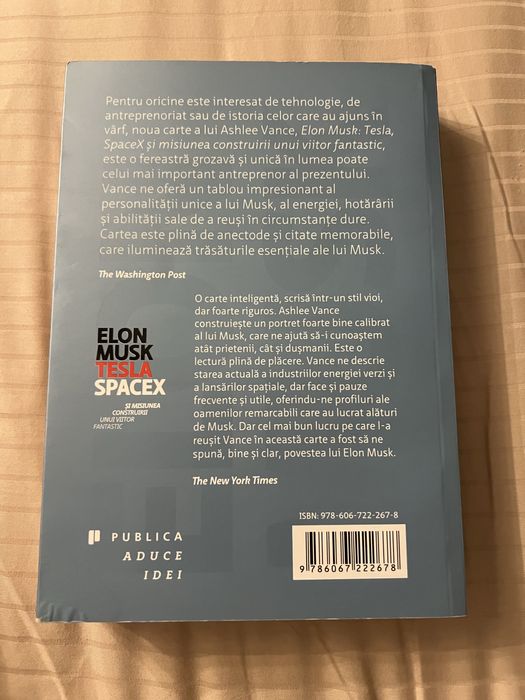 Pentru oricine este interesat de tehnologie, de
antreprenoriat sau de istoria celor care au ajuns în
vârf, noua carte a lui Ashlee Vance, Elon Musk: Tesla,
SpaceX și misiunea construirii unui viitor fantastic,
este o fereastră grozavă și unică în lumea poate
celui mai important antreprenor al prezentului.
Vance ne oferă un tablou impresionant al
personalității unice a lui Musk, al energiei, hotărârii
și abilității sale de a reuși în circumstanțe dure.
Cartea este plină de anectode și citate memorabile,
care iluminează trăsăturile esențiale ale lui Musk.
The Washington Post
ELON
MUSK
TESLA
SPACEX
ȘI MISIUNEA
CONSTRUIRII
UNUI VIITOR
FANTASTIC
O carte inteligentă, scrisă într-un stil vioi,
dar foarte riguros. Ashlee Vance
construiește un portret foarte bine calibrat
al lui Musk, care ne ajută să-i cunoaștem
atât prietenii, cât și dușmanii. Este o
lectură plină de plăcere. Vance ne descrie
starea actuală a industriilor energiei verzi și
a lansărilor spațiale, dar face și pauze
frecvente și utile, oferindu-ne profiluri ale
oamenilor remarcabili care au lucrat alături
de Musk. Dar cel mai bun lucru pe care l-a
reușit Vance în această carte a fost să ne
spună, bine și clar, povestea lui Elon Musk.
The New York Times
ISBN: 978-606-722-267-8
9 786067 222678
PUBLICA
ADUCE
IDEI